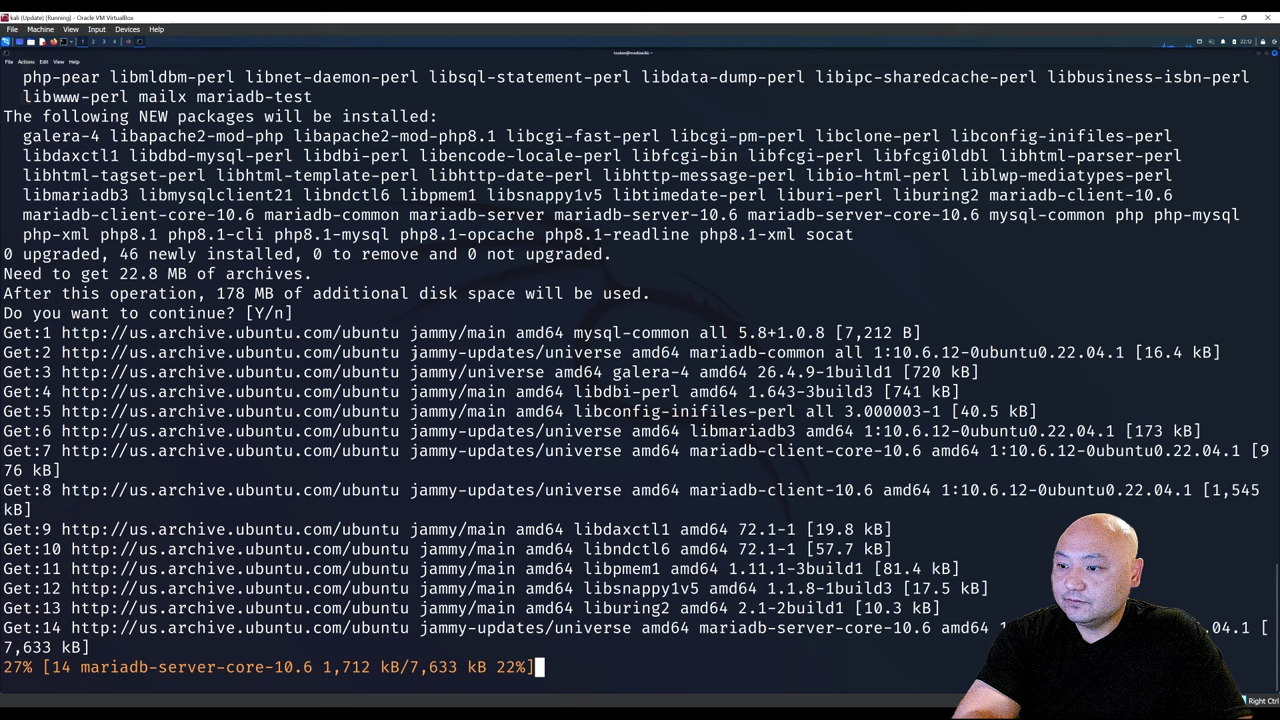 kali (Update) [Running] - Oracle VM VirtualBox
File Machine View Input Devices Help
1 2 3 4 22:12
File Actions Edit View Help
php-pear libmldbm-perl libnet-daemon-perl libsql-statement-perl libdata-dump-perl libipc-sharedcache-perl libbusiness-isbn-perl
libwww-perl mailx mariadb-test
The following NEW packages will be installed:
galera-4 libapache2-mod-php libapache2-mod-php8.1 libcgi-fast-perl libcgi-pm-perl libclone-perl libconfig-inifiles-perl
libdaxctl1 libdbd-mysql-perl libdbi-perl libencode-locale-perl libfcgi-bin libfcgi-perl libfcgi0ldbl libhtml-parser-perl
libhtml-tagset-perl libhtml-template-perl libhttp-date-perl libhttp-message-perl libio-html-perl liblwp-mediatypes-perl
libmariadb3 libmysqlclient21 libndctl6 libpmem1 libsnappy1v5 libtimedate-perl liburi-perl liburing2 mariadb-client-10.6
mariadb-client-core-10.6 mariadb-common mariadb-server mariadb-server-10.6 mariadb-server-core-10.6 mysql-common php php-mysql
php-xml php8.1 php8.1-cli php8.1-mysql php8.1-opcache php8.1-readline php8.1-xml socat
0 upgraded, 46 newly installed, 0 to remove and 0 not upgraded.
Need to get 22.8 MB of archives.
After this operation, 178 MB of additional disk space will be used.
Do you want to continue? [Y/n]
Get:1 http://us.archive.ubuntu.com/ubuntu jammy/main amd64 mysql-common all 5.8+1.0.8 [7,212 B]
Get:2 http://us.archive.ubuntu.com/ubuntu jammy-updates/universe amd64 mariadb-common all 1:10.6.12-0ubuntu0.22.04.1 [16.4 kB]
Get:3 http://us.archive.ubuntu.com/ubuntu jammy/universe amd64 galera-4 amd64 26.4.9-1build1 [720 kB]
Get:4 http://us.archive.ubuntu.com/ubuntu jammy/main amd64 libdbi-perl amd64 1.643-3build3 [741 kB]
Get:5 http://us.archive.ubuntu.com/ubuntu jammy/main amd64 libconfig-inifiles-perl all 3.000003-1 [40.5 kB]
Get:6 http://us.archive.ubuntu.com/ubuntu jammy-updates/universe amd64 libmariadb3 amd64 1:10.6.12-0ubuntu0.22.04.1 [173 kB]
Get:7 http://us.archive.ubuntu.com/ubuntu jammy-updates/universe amd64 mariadb-client-core-10.6 amd64 1:10.6.12-0ubuntu0.22.04.1 [9
76 kB]
Get:8 http://us.archive.ubuntu.com/ubuntu jammy-updates/universe amd64 mariadb-client-10.6 amd64 1:10.6.12-0ubuntu0.22.04.1 [1,545
kB]
Get:9 http://us.archive.ubuntu.com/ubuntu jammy/main amd64 libdaxctl1 amd64 72.1-1 [19.8 kB]
Get:10 http://us.archive.ubuntu.com/ubuntu jammy/main amd64 libndctl6 amd64 72.1-1 [57.7 kB]
Get:11 http://us.archive.ubuntu.com/ubuntu jammy/main amd64 libpmem1 amd64 1.11.1-3build1 [81.4 kB]
Get:12 http://us.archive.ubuntu.com/ubuntu jammy/main amd64 libsnappy1v5 amd64 1.1.8-1build3 [17.5 kB]
Get:13 http://us.archive.ubuntu.com/ubuntu jammy/main amd64 liburing2 amd64 2.1-2build1 [10.3 kB]
Get:14 http://us.archive.ubuntu.com/ubuntu jammy-updates/universe amd64 mariadb-server-core-10.6 amd64 1 .04.1 [
7,633 kB]
27% [14 mariadb-server-core-10.6 1,712 kB/7,633 kB 22%]
Right Ctrl